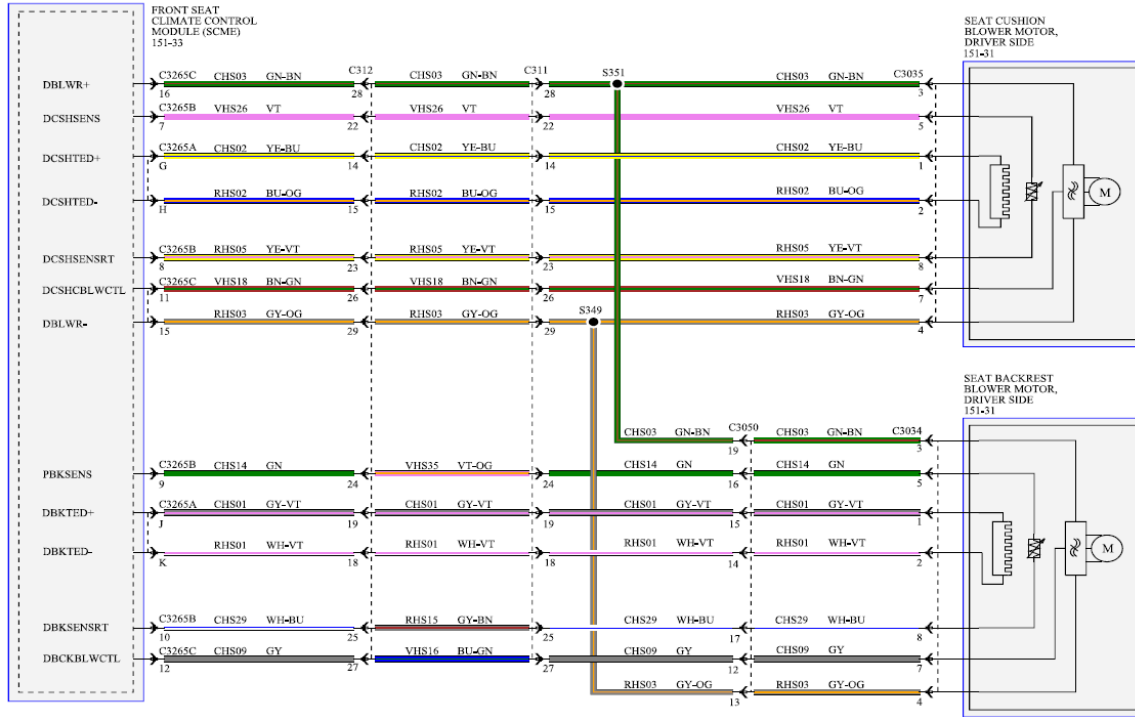 FRONT SEAT
CLIMATE CONTROL
MODULE (SCME)
151-33
SEAT CUSHION
BLOWER MOTOR,
DRIVER SIDE
151-31
DBLWR+ C3265C CHS03 GN-BN C312 CHS03 GN-BN C311 S351 CHS03 GN-BN C3035
16 28 28 3
DCSHSENS C3265B VHS26 VT VHS26 VT VHS26 VT
7 22 22 5
DCSHTED+ C3265A CHS02 YE-BU CHS02 YE-BU CHS02 YE-BU
G 14 14 1
DCSHTED- RHS02 BU-OG RHS02 BU-OG RHS02 BU-OG
H 15 15 2
M
DCSHSENSRT C3265B RHS05 YE-VT RHS05 YE-VT RHS05 YE-VT
8 23 23 8
DCSHCBLWCTL C3265C VHS18 BN-GN VHS18 BN-GN VHS18 BN-GN
11 26 26 7
DBLWR- RHS03 GY-OG RHS03 GY-OG S349 RHS03 GY-OG
15 29 29 4
SEAT BACKREST
BLOWER MOTOR,
DRIVER SIDE
151-31
CHS03 GN-BN C3050 CHS03 GN-BN C3034
19 3
PBKSENS C3265B CHS14 GN VHS35 VT-OG CHS14 GN CHS14 GN
9 24 24 16 5
DBKTED+ C3265A CHS01 GY-VT CHS01 GY-VT CHS01 GY-VT CHS01 GY-VT
J 19 19 15 1
DBKTED- RHS01 WH-VT RHS01 WH-VT RHS01 WH-VT RHS01 WH-VT
K 18 18 14 2
M
DBKSENSRT C3265B CHS29 WH-BU RHS15 GY-BN CHS29 WH-BU CHS29 WH-BU
10 25 25 17 8
DBCKBLWCTL C3265C CHS09 GY VHS16 BU-GN CHS09 GY CHS09 GY
12 27 27 12 7
RHS03 GY-OG RHS03 GY-OG
13 4